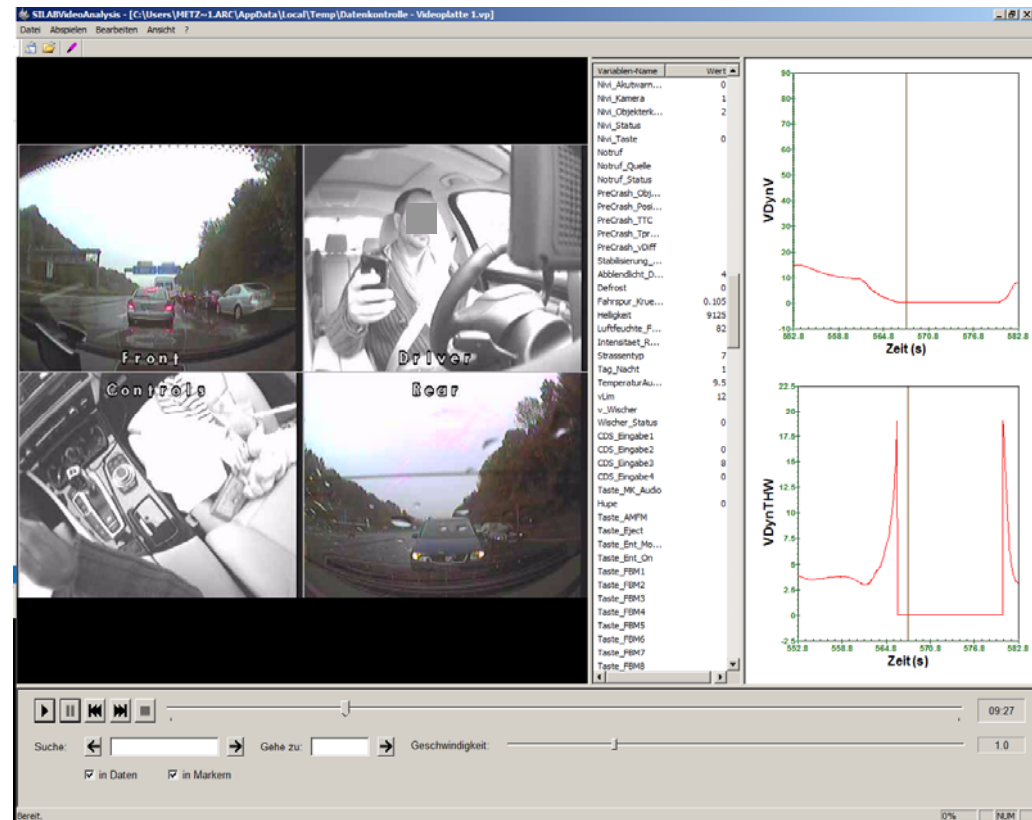 SILABVideoAnalysis - [C:\Users\METZ~1.ARC\AppData\Local\Temp\Datenkontrolle - Videoplatte 1.vp]
Datei Abspielen Bearbeiten Ansicht ?
Front
Driver
Controls
Rear
Variablen-Name Wert
Nivi_Akutwarn... 0
Nivi_Kamera 1
Nivi_Objekterk... 2
Nivi_Status
Nivi_Taste 0
Notruf
Notruf_Quelle
Notruf_Status
PreCrash_Obj...
PreCrash_Posi...
PreCrash_TTC
PreCrash_Tpr...
PreCrash_vDiff
Stabilisierung_...
Abblendlicht_D... 4
Defrost 0
Fahrspur_Krue... 0.105
Helligkeit 9125
Luftfeuchte_F... 82
Intensitaet_R...
Strassentyp 7
Tag_Nacht 1
TemperaturAu... 9.5
vLim 12
v_Wischer
Wischer_Status 0
CDS_Eingabe1
CDS_Eingabe2 0
CDS_Eingabe3 8
CDS_Eingabe4 0
Taste_MK_Audio
Hupe 0
Taste_AMFM
Taste_Eject
Taste_Ent_Mo...
Taste_Ent_On
Taste_FBM1
Taste_FBM2
Taste_FBM3
Taste_FBM4
Taste_FBM5
Taste_FBM6
Taste_FBM7
Taste_FBM8
VDynV
90
80
70
60
50
40
30
20
10
0
-10
552.8 558.8 564.8 570.8 576.8 582.8
Zeit (s)
VDynTHW
22.5
20
17.5
15
12.5
10
7.5
5
2.5
0
-2.5
552.8 558.8 564.8 570.8 576.8 582.8
Zeit (s)
09:27
Suche: Gehe zu: Geschwindigkeit: 1.0
in Daten in Markern
Bereit. 0% NUM